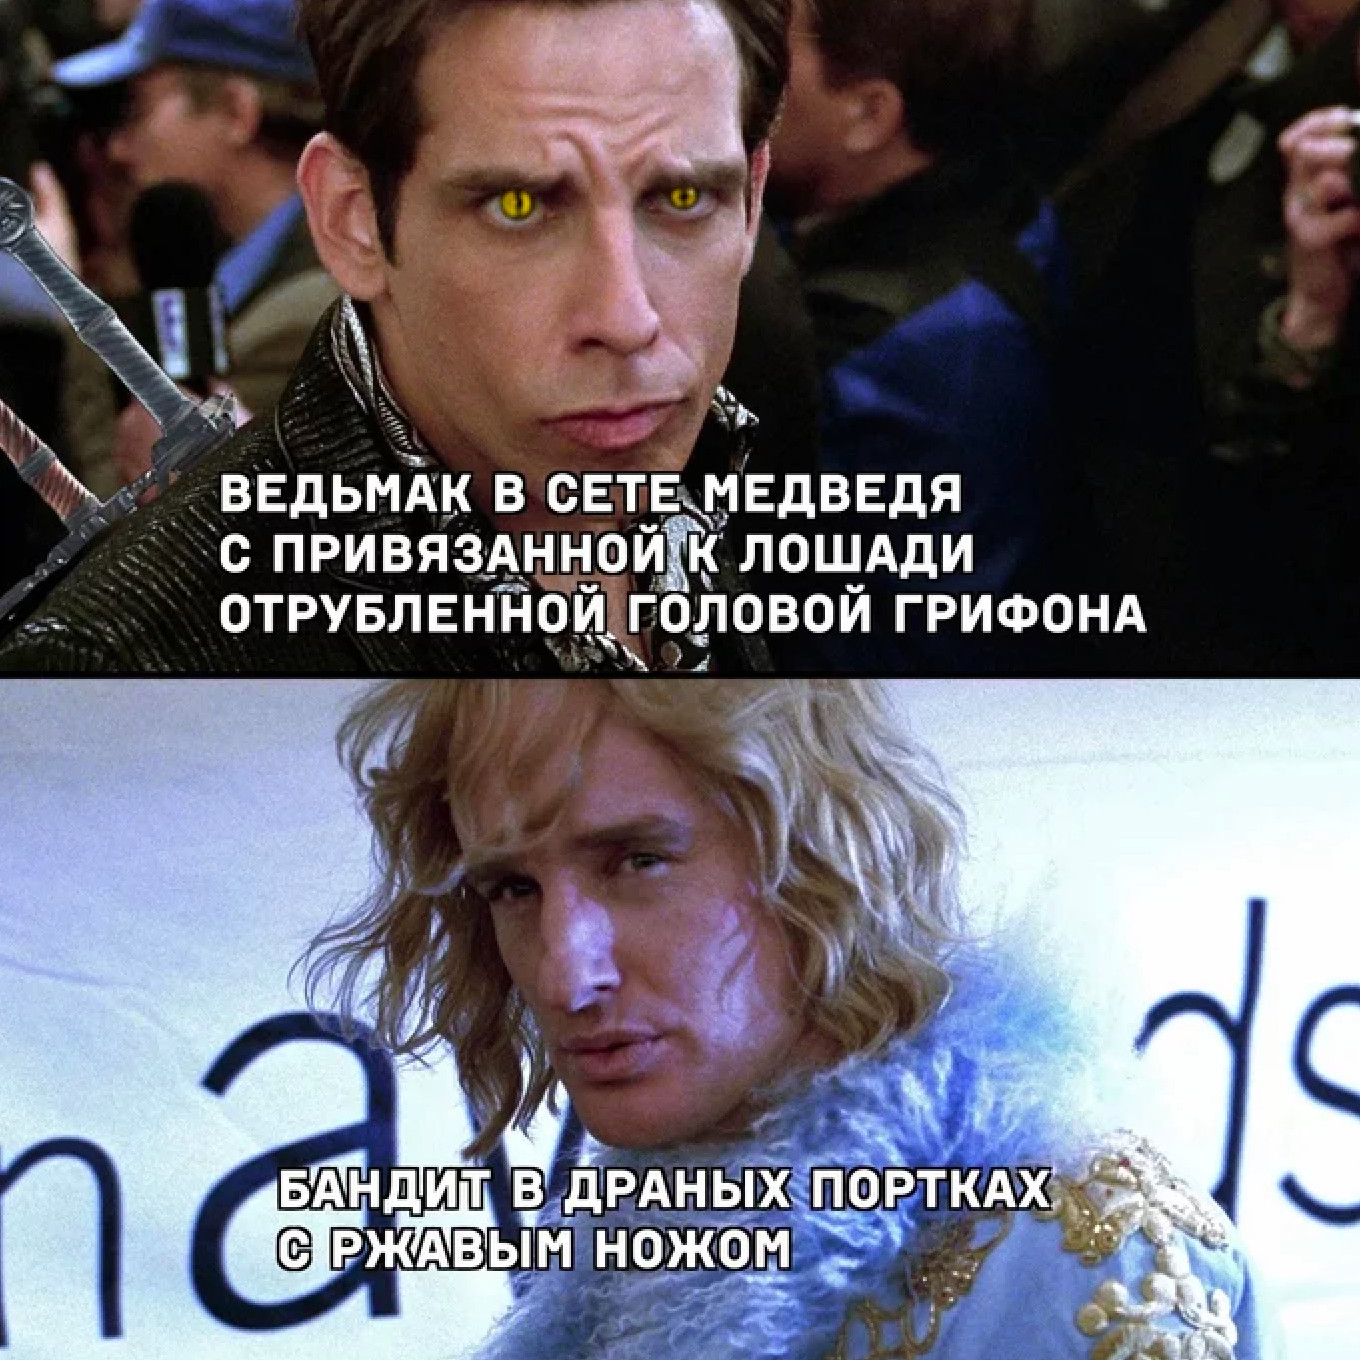 ВЕДЬМАК В СЕТЕ МЕДВЕДЯ
С ПРИВЯЗАННОЙ К ЛОШАДИ
ОТРУБЛЕННОЙ ГОЛОВОЙ ГРИФОНА
БАНДИТ В ДРАНЫХ ПОРТКАХ
С РЖАВЫМ НОЖОМ